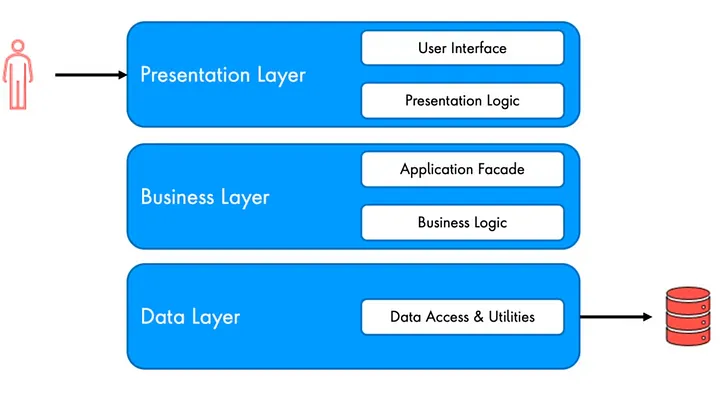 Presentation Layer
User Interface
Presentation Logic
Business Layer
Application Facade
Business Logic
Data Layer
Data Access & Utilities